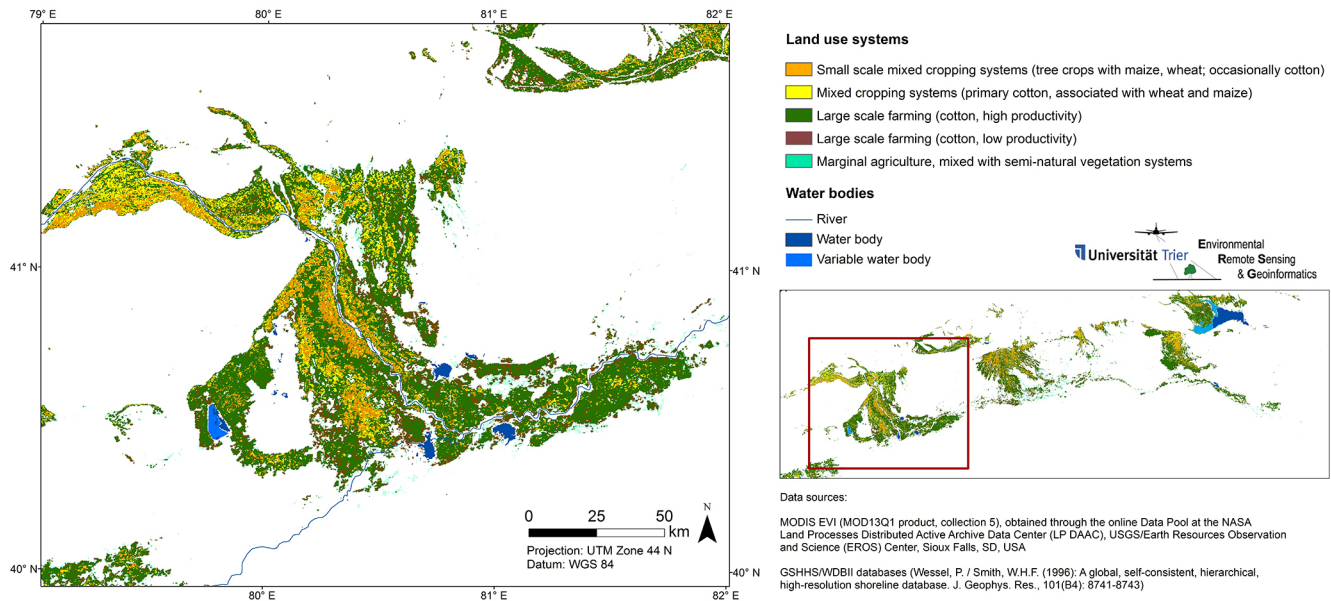 79° E
80° E
81° E
82° E
41° N
41° N
40° N
40° N
80° E
81° E
82° E
0 25 50
km
N
Projection: UTM Zone 44 N
Datum: WGS 84
Land use systems
Small scale mixed cropping systems (tree crops with maize, wheat; occasionally cotton)
Mixed cropping systems (primary cotton, associated with wheat and maize)
Large scale farming (cotton, high productivity)
Large scale farming (cotton, low productivity)
Marginal agriculture, mixed with semi-natural vegetation systems
Water bodies
River
Water body
Variable water body
Universität Trier
Environmental
Remote Sensing
& Geoinformatics
Data sources:
MODIS EVI (MOD13Q1 product, collection 5), obtained through the online Data Pool at the NASA
Land Processes Distributed Active Archive Data Center (LP DAAC), USGS/Earth Resources Observation
and Science (EROS) Center, Sioux Falls, SD, USA
GSHHS/WDBII databases (Wessel, P. / Smith, W.H.F. (1996): A global, self-consistent, hierarchical,
high-resolution shoreline database. J. Geophys. Res., 101(B4): 8741-8743)